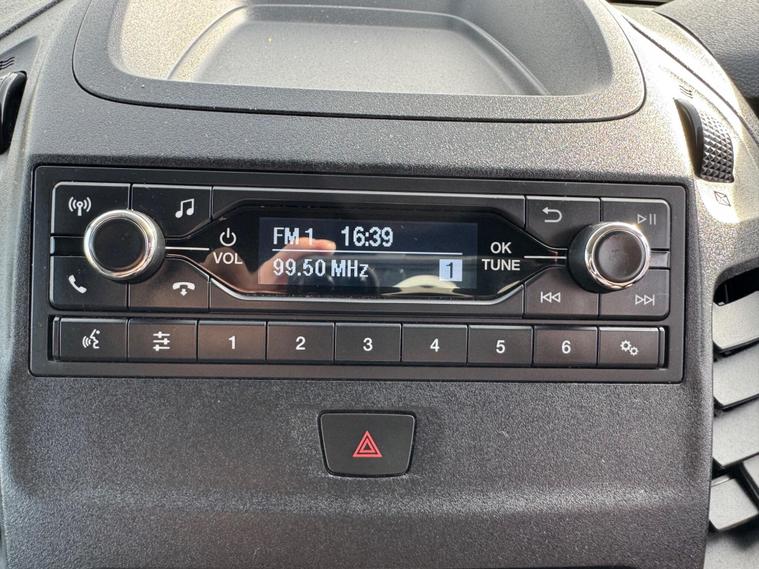 FM 1 16:39
VOL
99.50 MHz 1
OK
TUNE
1 2 3 4 5 6